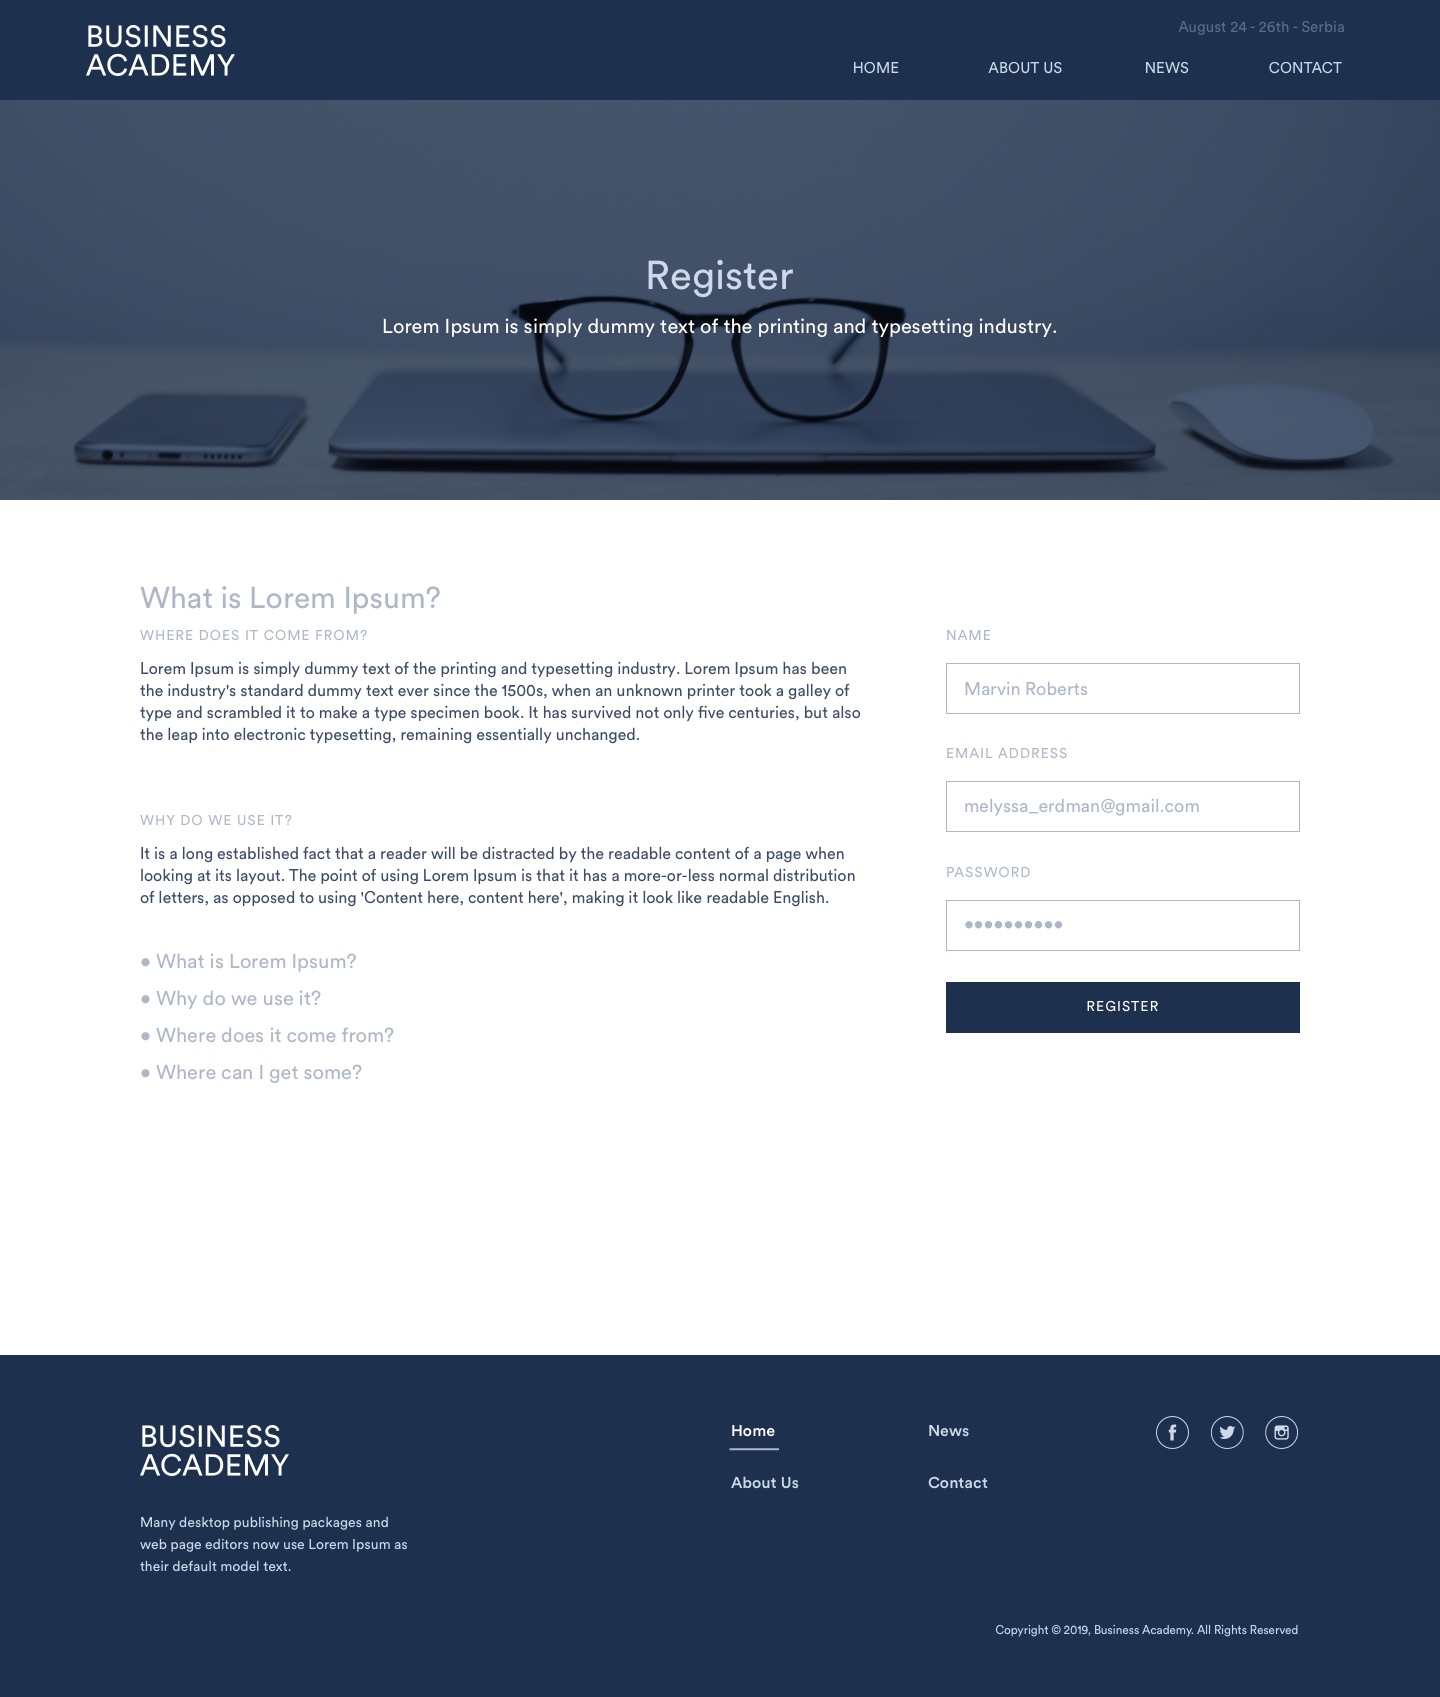 BUSINESS
ACADEMY
August 24 - 26th - Serbia
HOME ABOUT US NEWS CONTACT
Register
Lorem Ipsum is simply dummy text of the printing and typesetting industry.
What is Lorem Ipsum?
WHERE DOES IT COME FROM?
Lorem Ipsum is simply dummy text of the printing and typesetting industry. Lorem Ipsum has been
the industry's standard dummy text ever since the 1500s, when an unknown printer took a galley of
type and scrambled it to make a type specimen book. It has survived not only five centuries, but also
the leap into electronic typesetting, remaining essentially unchanged.
WHY DO WE USE IT?
It is a long established fact that a reader will be distracted by the readable content of a page when
looking at its layout. The point of using Lorem Ipsum is that it has a more-or-less normal distribution
of letters, as opposed to using 'Content here, content here', making it look like readable English.
• What is Lorem Ipsum?
• Why do we use it?
• Where does it come from?
• Where can I get some?
NAME
Marvin Roberts
EMAIL ADDRESS
melyssa_erdman@gmail.com
PASSWORD
••••••••••
REGISTER
BUSINESS
ACADEMY
Many desktop publishing packages and
web page editors now use Lorem Ipsum as
their default model text.
Home News
About Us Contact
Copyright © 2019, Business Academy. All Rights Reserved